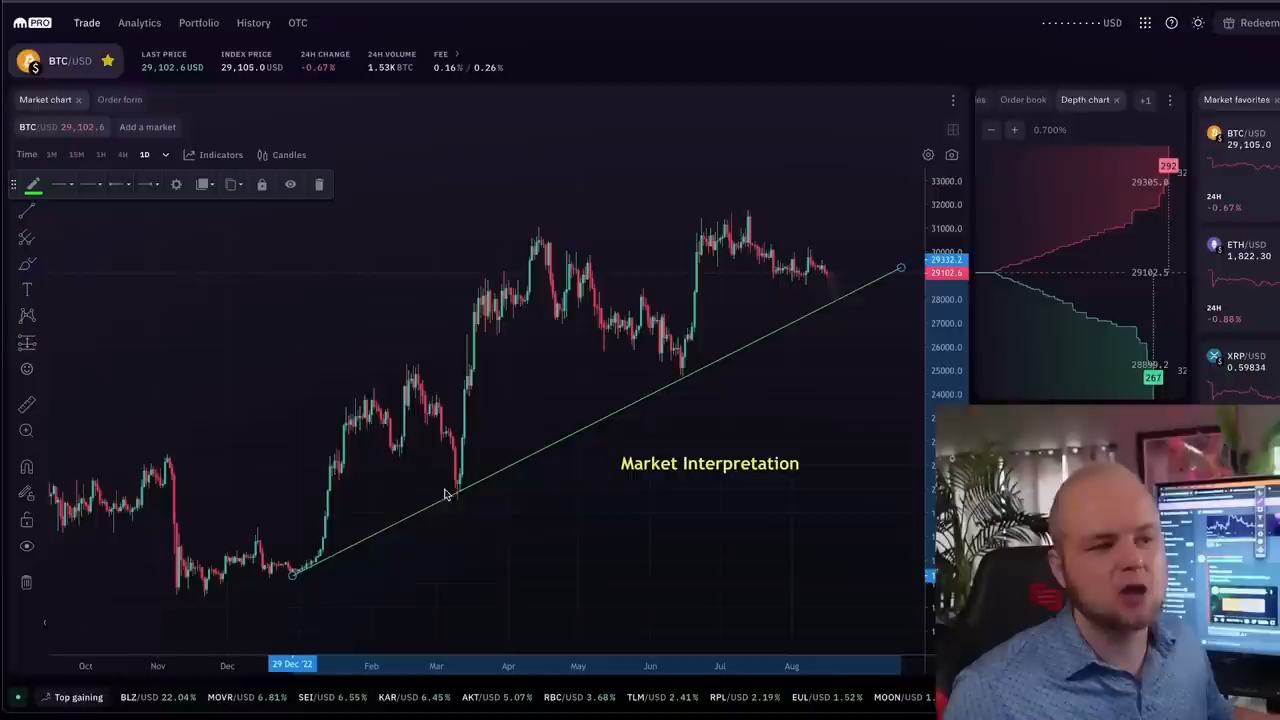 PRO Trade Analytics Portfolio History OTC
·········· USD
Redeem
BTC/USD
LAST PRICE
29,102.6 USD
INDEX PRICE
29,105.0 USD
24H CHANGE
-0.67%
24H VOLUME
1.53K BTC
FEE >
0.16% / 0.26%
Market chart × Order form
BTC/USD 29,102.6 Add a market
Time 1M 15M 1H 4H 1D Indicators Candles
T
33000.0
32000.0
31000.0
30000.0
29332.2
29102.6
28000.0
27000.0
26000.0
25000.0
24000.0
Market Interpretation
Oct Nov Dec 29 Dec '22 Feb Mar Apr May Jun Jul Aug
Order book Depth chart × +1
− + 0.700%
292
29305.0
29102.5
267
Market favorites ×
BTC/USD
29,105.0
24H
-0.67%
ETH/USD
1,822.30
24H
-0.88%
XRP/USD
0.59834
Top gaining BLZ/USD 22.04% MOVR/USD 6.81% SEI/USD 6.55% KAR/USD 6.45% AKT/USD 5.07% RBC/USD 3.68% TLM/USD 2.41% RPL/USD 2.19% EUL/USD 1.52% MOON/USD